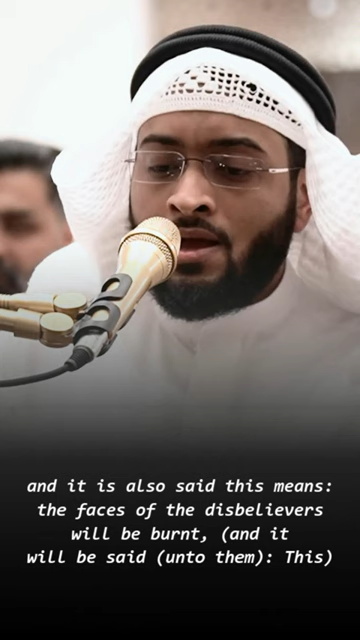 and it is also said this means:
the faces of the disbelievers
will be burnt, (and it
will be said (unto them): This)